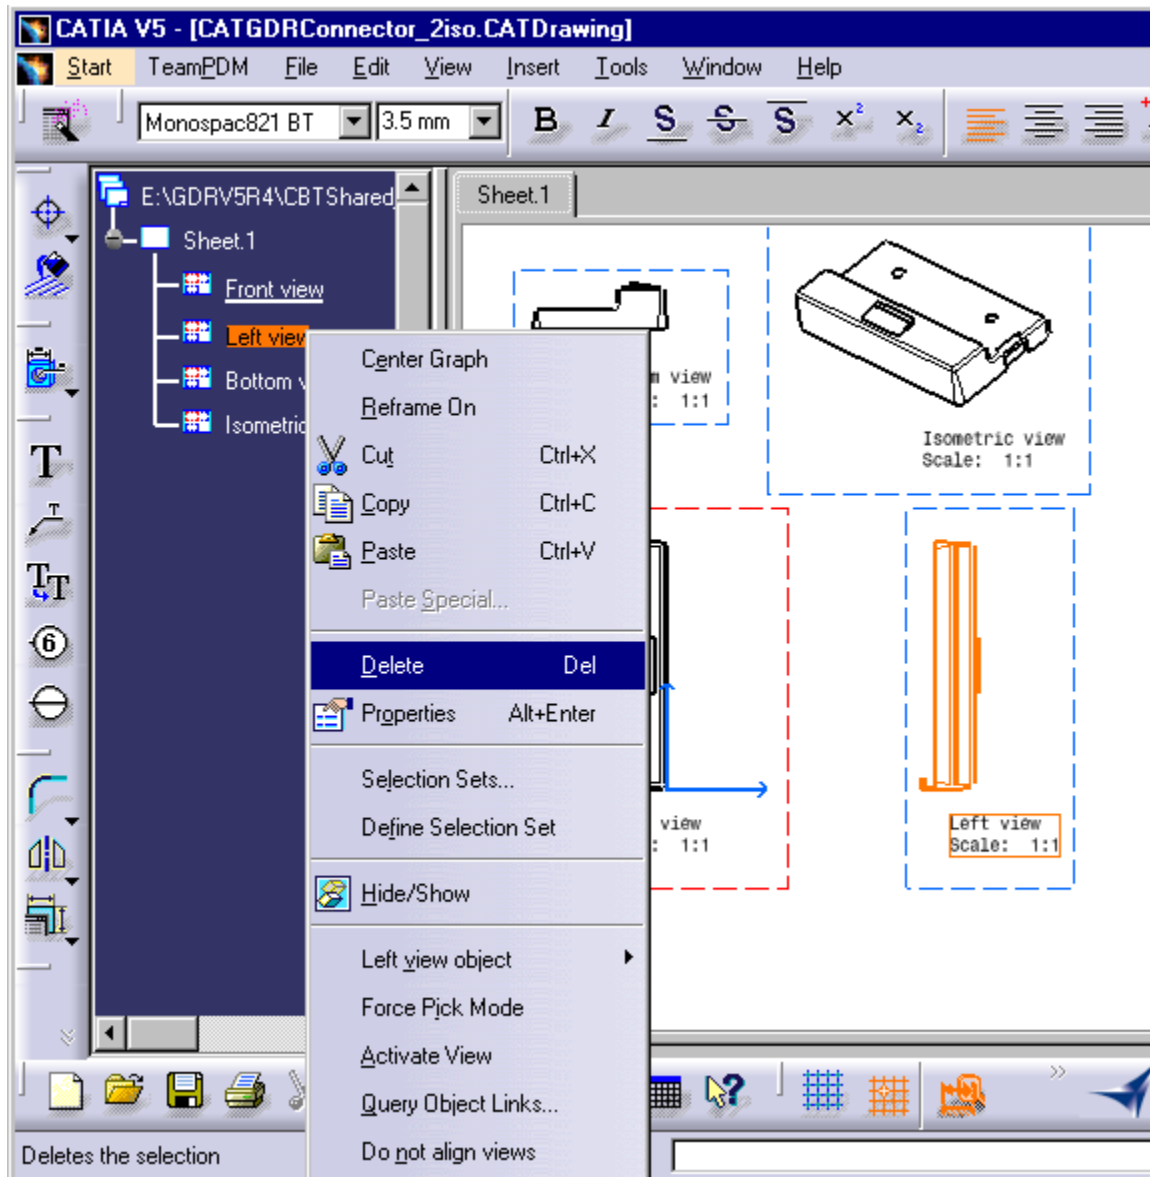 CATIA V5 - [CATGDRConnector_2iso.CATDrawing]
Start TeamPDM File Edit View Insert Tools Window Help
Monospac821 BT 3.5 mm B I S S S x² x₂
E:\GDRV5R4\CBTShared
Sheet.1
Sheet.1
Front view
Left view
Bottom v
Isometric
Center Graph
Reframe On
Cut Ctrl+X
Copy Ctrl+C
Paste Ctrl+V
Paste Special...
Delete Del
Properties Alt+Enter
Selection Sets...
Define Selection Set
Hide/Show
Left view object
Force Pick Mode
Activate View
Query Object Links...
Do not align views
m view
: 1:1
Isometric view
Scale: 1:1
view
: 1:1
Left view
Scale: 1:1
T
T
TT
6
Deletes the selection